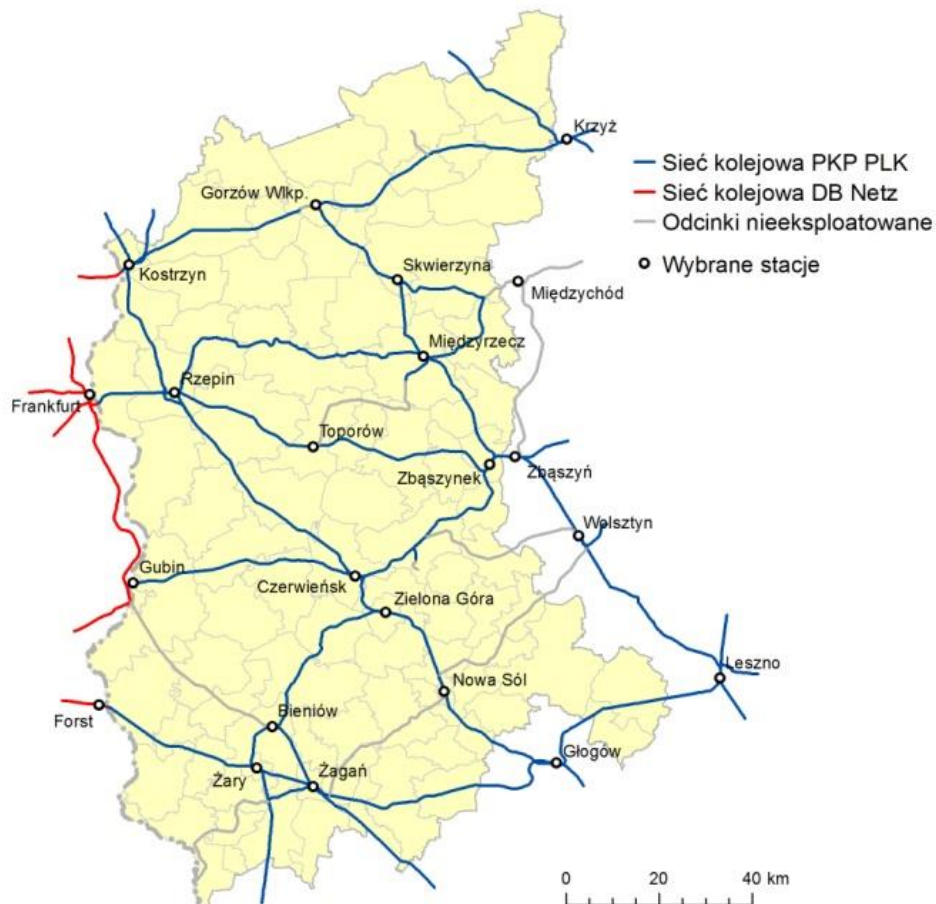 Krzyż
Sieć kolejowa PKP PLK
Sieć kolejowa DB Netz
Odcinki nieeksploatowane
Wybrane stacje
Gorzów Wlkp.
Kostrzyn
Skwierzyna
Międzychód
Międzyrzecz
Rzepin
Frankfurt
Toporów
Zbąszynek
Zbąszyń
Wolsztyn
Gubin
Czerwieńsk
Zielona Góra
Leszno
Nowa Sól
Forst
Bieniów
Głogów
Żary
Żagań
0 20 40 km